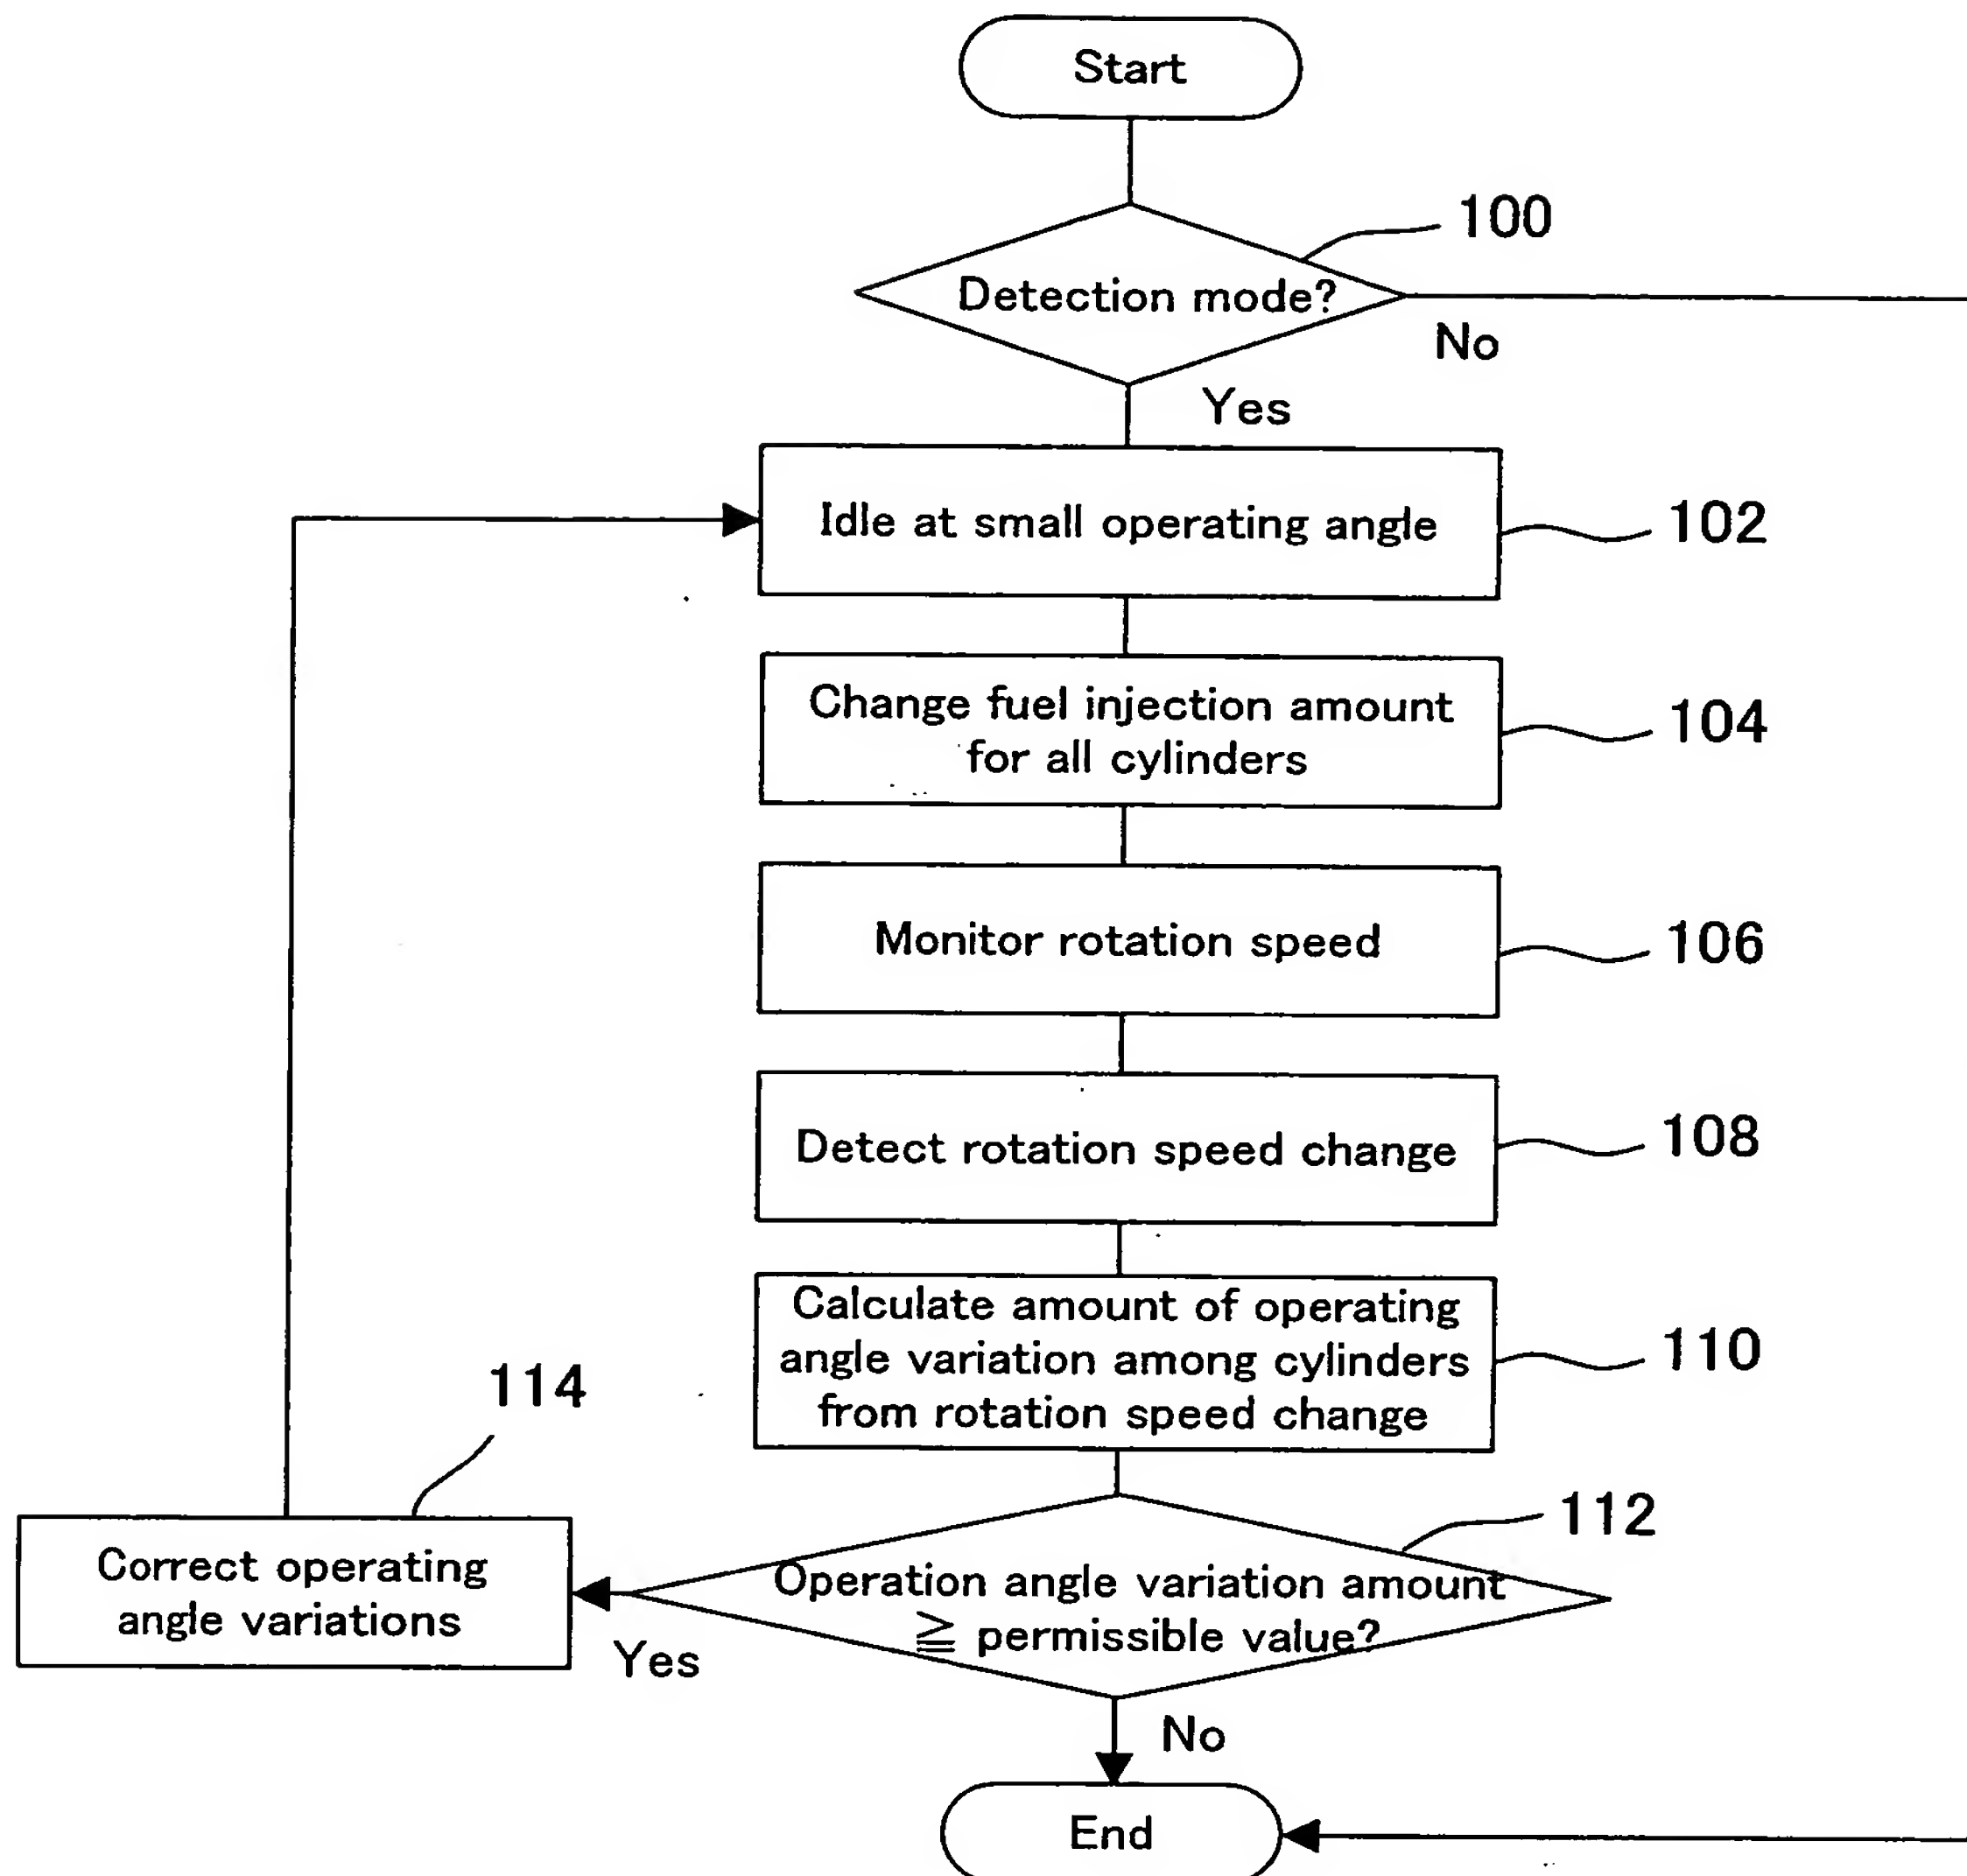 Start
100
Detection mode?
No
Yes
Idle at small operating angle
102
Change fuel injection amount
for all cylinders
104
Monitor rotation speed
106
Detect rotation speed change
108
Calculate amount of operating
angle variation among cylinders
from rotation speed change
110
114
Correct operating
angle variations
112
Operation angle variation amount
≧ permissible value?
Yes
No
End